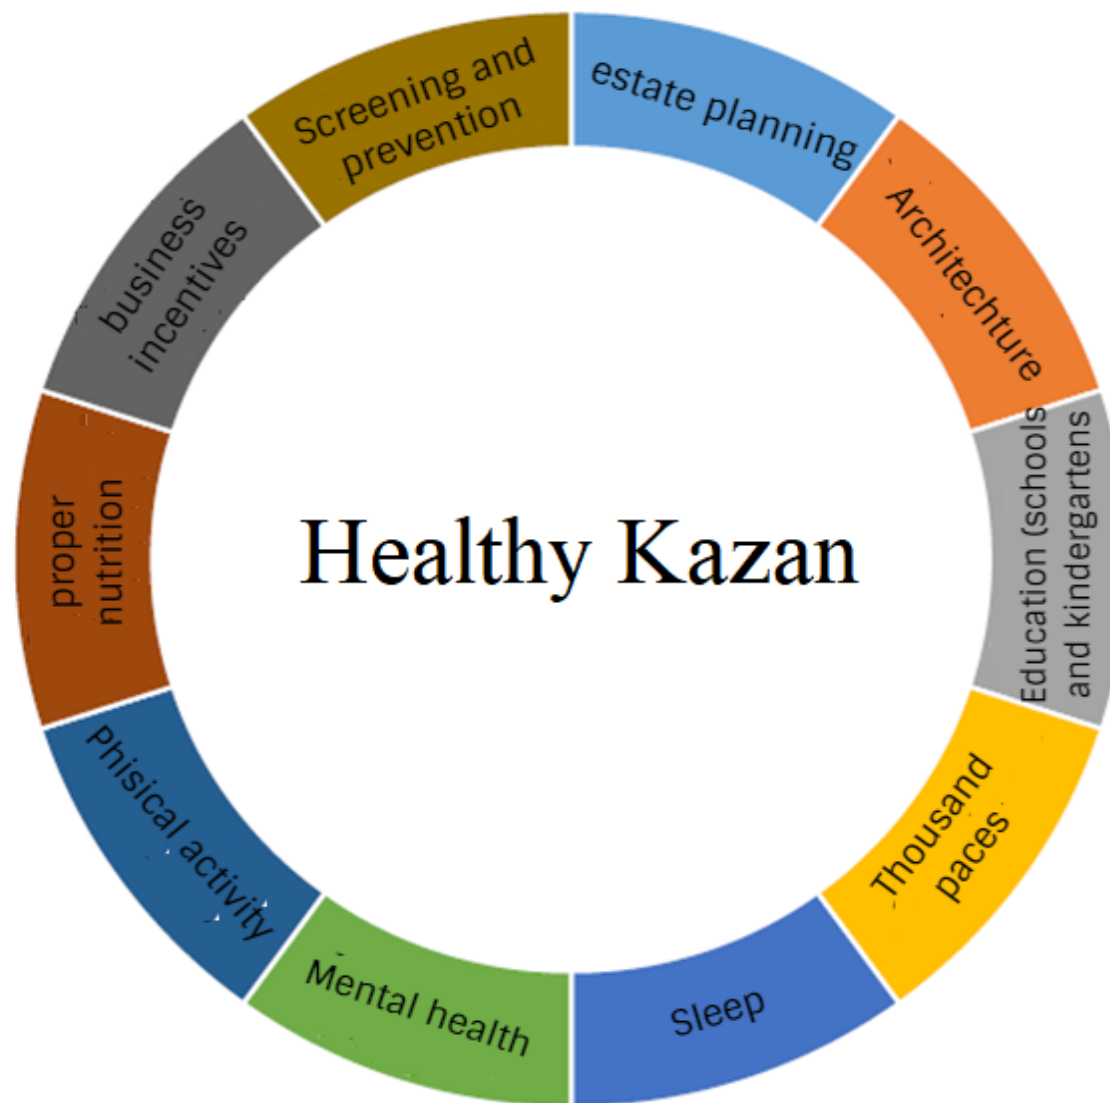 estate planning
Architechture
Education (schools
and kindergartens
Thousand
paces
Sleep
Mental health
Phisical activity
proper
nutrition
business
incentives
Screening and
prevention
Healthy Kazan